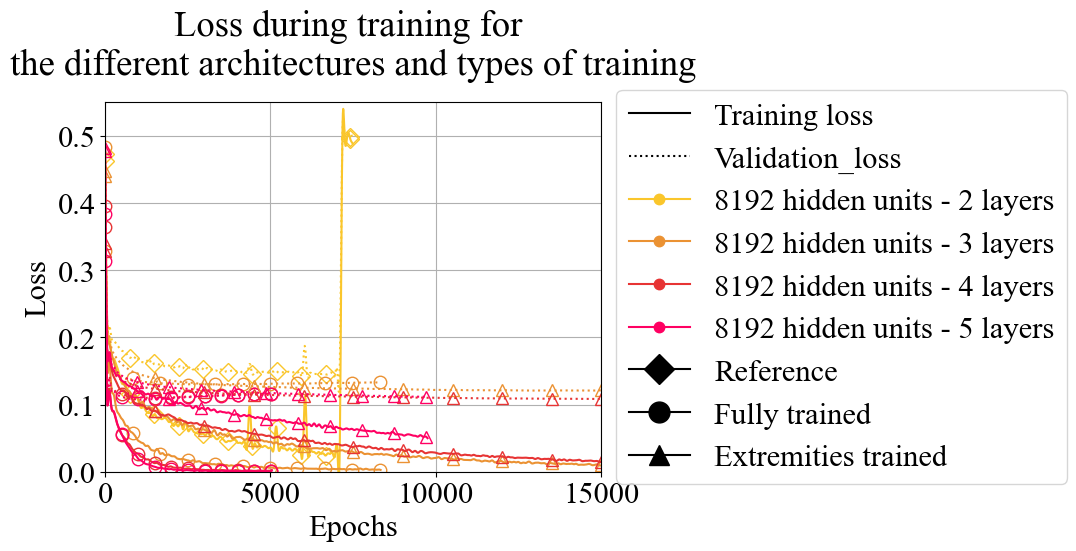 Loss during training for
the different architectures and types of training
Loss
0.5
0.4
0.3
0.2
0.1
0.0
0 5000 10000 15000
Epochs
Training loss
Validation_loss
8192 hidden units - 2 layers
8192 hidden units - 3 layers
8192 hidden units - 4 layers
8192 hidden units - 5 layers
Reference
Fully trained
Extremities trained